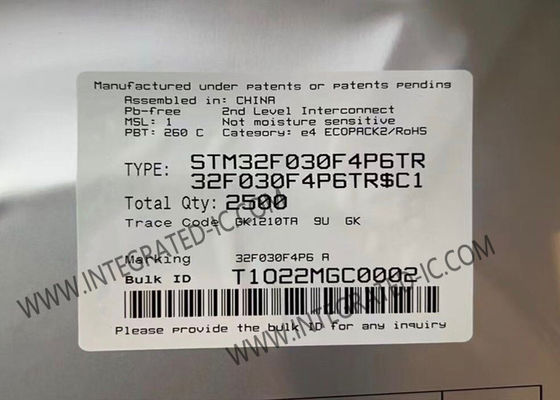 Manufactured under patents or patents pending
Assembled in: CHINA
Pb-free 2nd Level Interconnect
MSL: 1 Not moisture sensitive
PBT: 260 C Category: e4 ECOPACK2/RoHS
TYPE: STM32F030F4P6TR
32F030F4P6TR$C1
Total Qty: 2500
Trace Code GK1210TA 9U GK
Marking 32F030F4P6 A
Bulk ID T1022MGC0002
Please provide the bulk ID for any inquiry
WWW.INTEGRATED-IC.COM
WWW.INTEGRATED-IC.COM